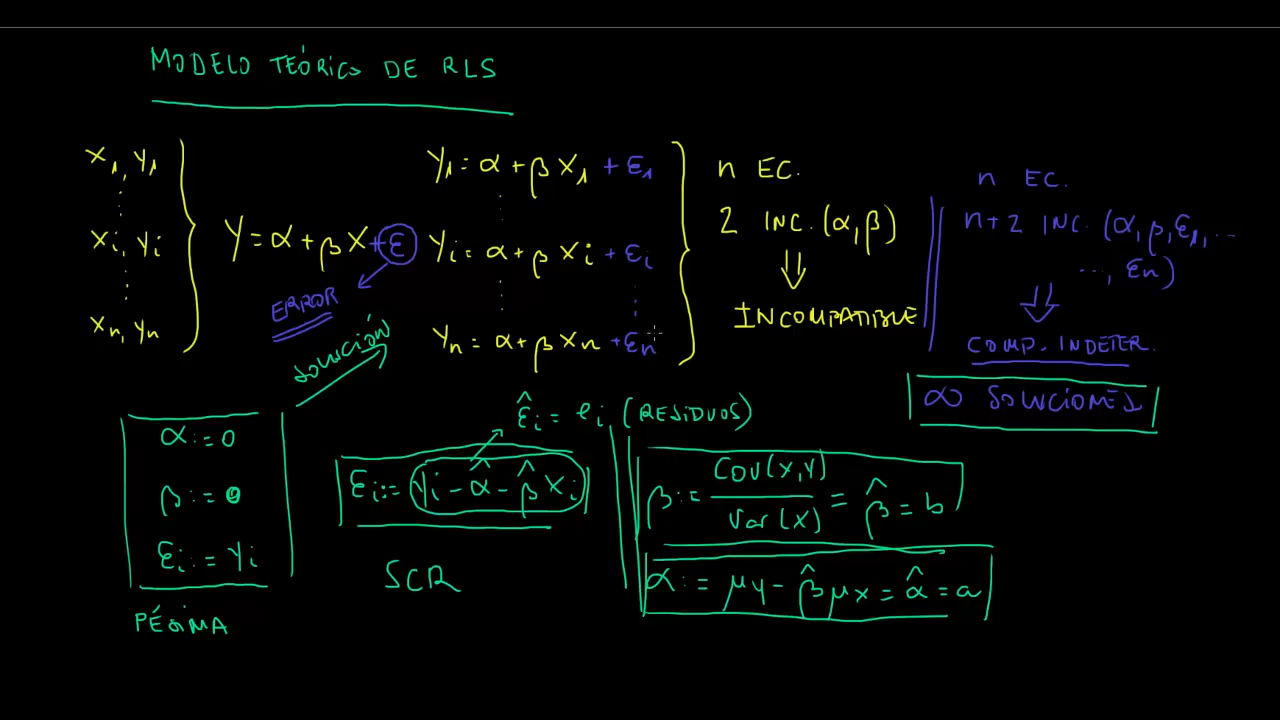 MODELO TEÓRICO DE RLS
x₁, y₁
xᵢ, yᵢ
xₙ, yₙ
Y = α + βX + ε
ERROR
y₁ = α + βx₁ + ε₁
yᵢ = α + βxᵢ + εᵢ
yₙ = α + βxₙ + εₙ
n EC.
2 INC. (α, β)
⇓
INCOMPATIBLE
n EC.
n+2 INC. (α, β, ε₁, ...
..., εₙ)
⇓
COMP. INDETER.
∞ SOLUCIONES
SOLUCIÓN
α := 0
β := 0
εᵢ := yᵢ
PÉSIMA
ε̂ᵢ = eᵢ (RESIDUOS)
εᵢ := yᵢ - α̂ - β̂xᵢ
SCR
β := Cov(X,Y) / Var(X) = β̂ = b
α := μy - β̂μx = α̂ = a